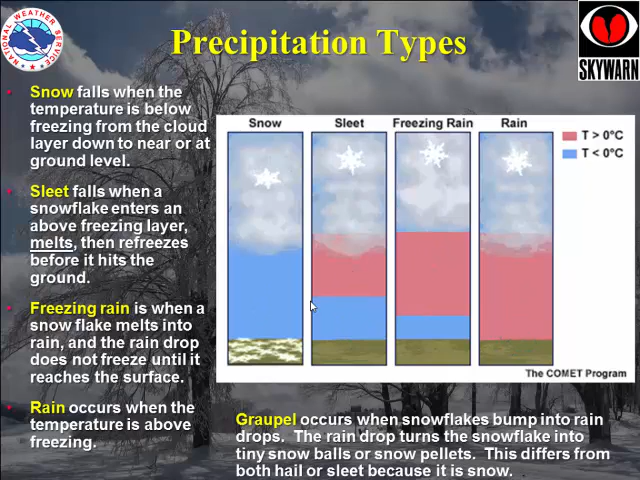 NATIONAL WEATHER SERVICE
Precipitation Types
SKYWARN
• Snow falls when the
temperature is below
freezing from the cloud
layer down to near or at
ground level.
• Sleet falls when a
snowflake enters an
above freezing layer,
melts, then refreezes
before it hits the
ground.
• Freezing rain is when a
snow flake melts into
rain, and the rain drop
does not freeze until it
reaches the surface.
• Rain occurs when the
temperature is above
freezing.
Snow Sleet Freezing Rain Rain
T > 0°C
T < 0°C
The COMET Program
Graupel occurs when snowflakes bump into rain
drops. The rain drop turns the snowflake into
tiny snow balls or snow pellets. This differs from
both hail or sleet because it is snow.